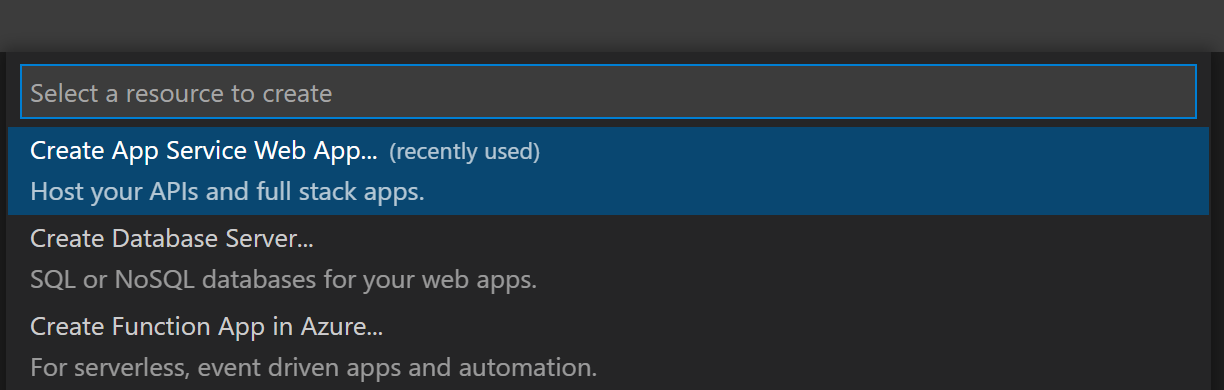 Select a resource to create
Create App Service Web App... (recently used)
Host your APIs and full stack apps.
Create Database Server...
SQL or NoSQL databases for your web apps.
Create Function App in Azure...
For serverless, event driven apps and automation.